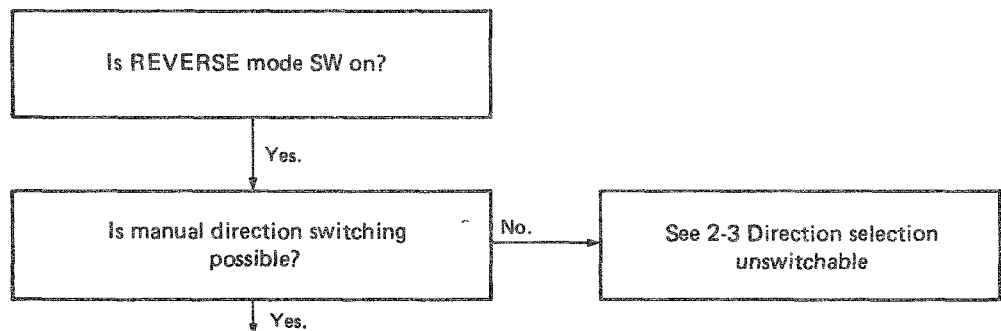 Is REVERSE mode SW on?
Yes.
Is manual direction switching
possible?
No.
See 2-3 Direction selection
unswitchable
Yes.